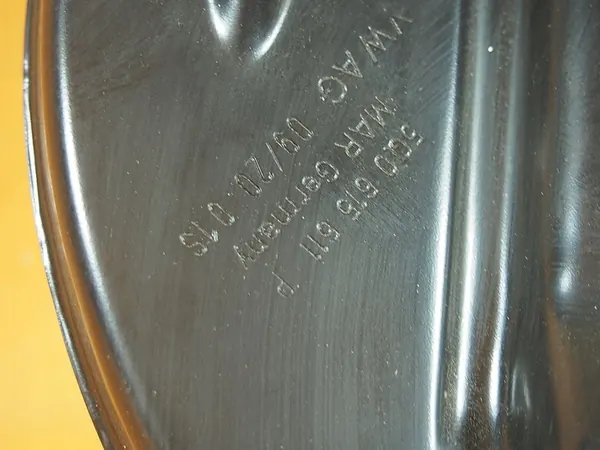 5Q0 615 611 P
MAR Germany
VW AG 09/20 01S